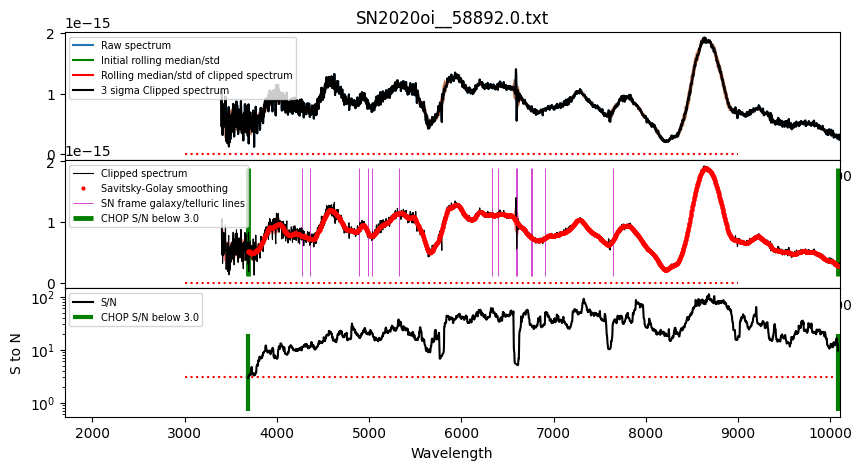 SN2020oi__58892.0.txt
1e−15
2
1
0
Raw spectrum
Initial rolling median/std
Rolling median/std of clipped spectrum
3 sigma Clipped spectrum
1e−15
2
1
0
Clipped spectrum
Savitsky-Golay smoothing
SN frame galaxy/telluric lines
CHOP S/N below 3.0
S to N
10²
10¹
10⁰
S/N
CHOP S/N below 3.0
2000 3000 4000 5000 6000 7000 8000 9000 10000
Wavelength